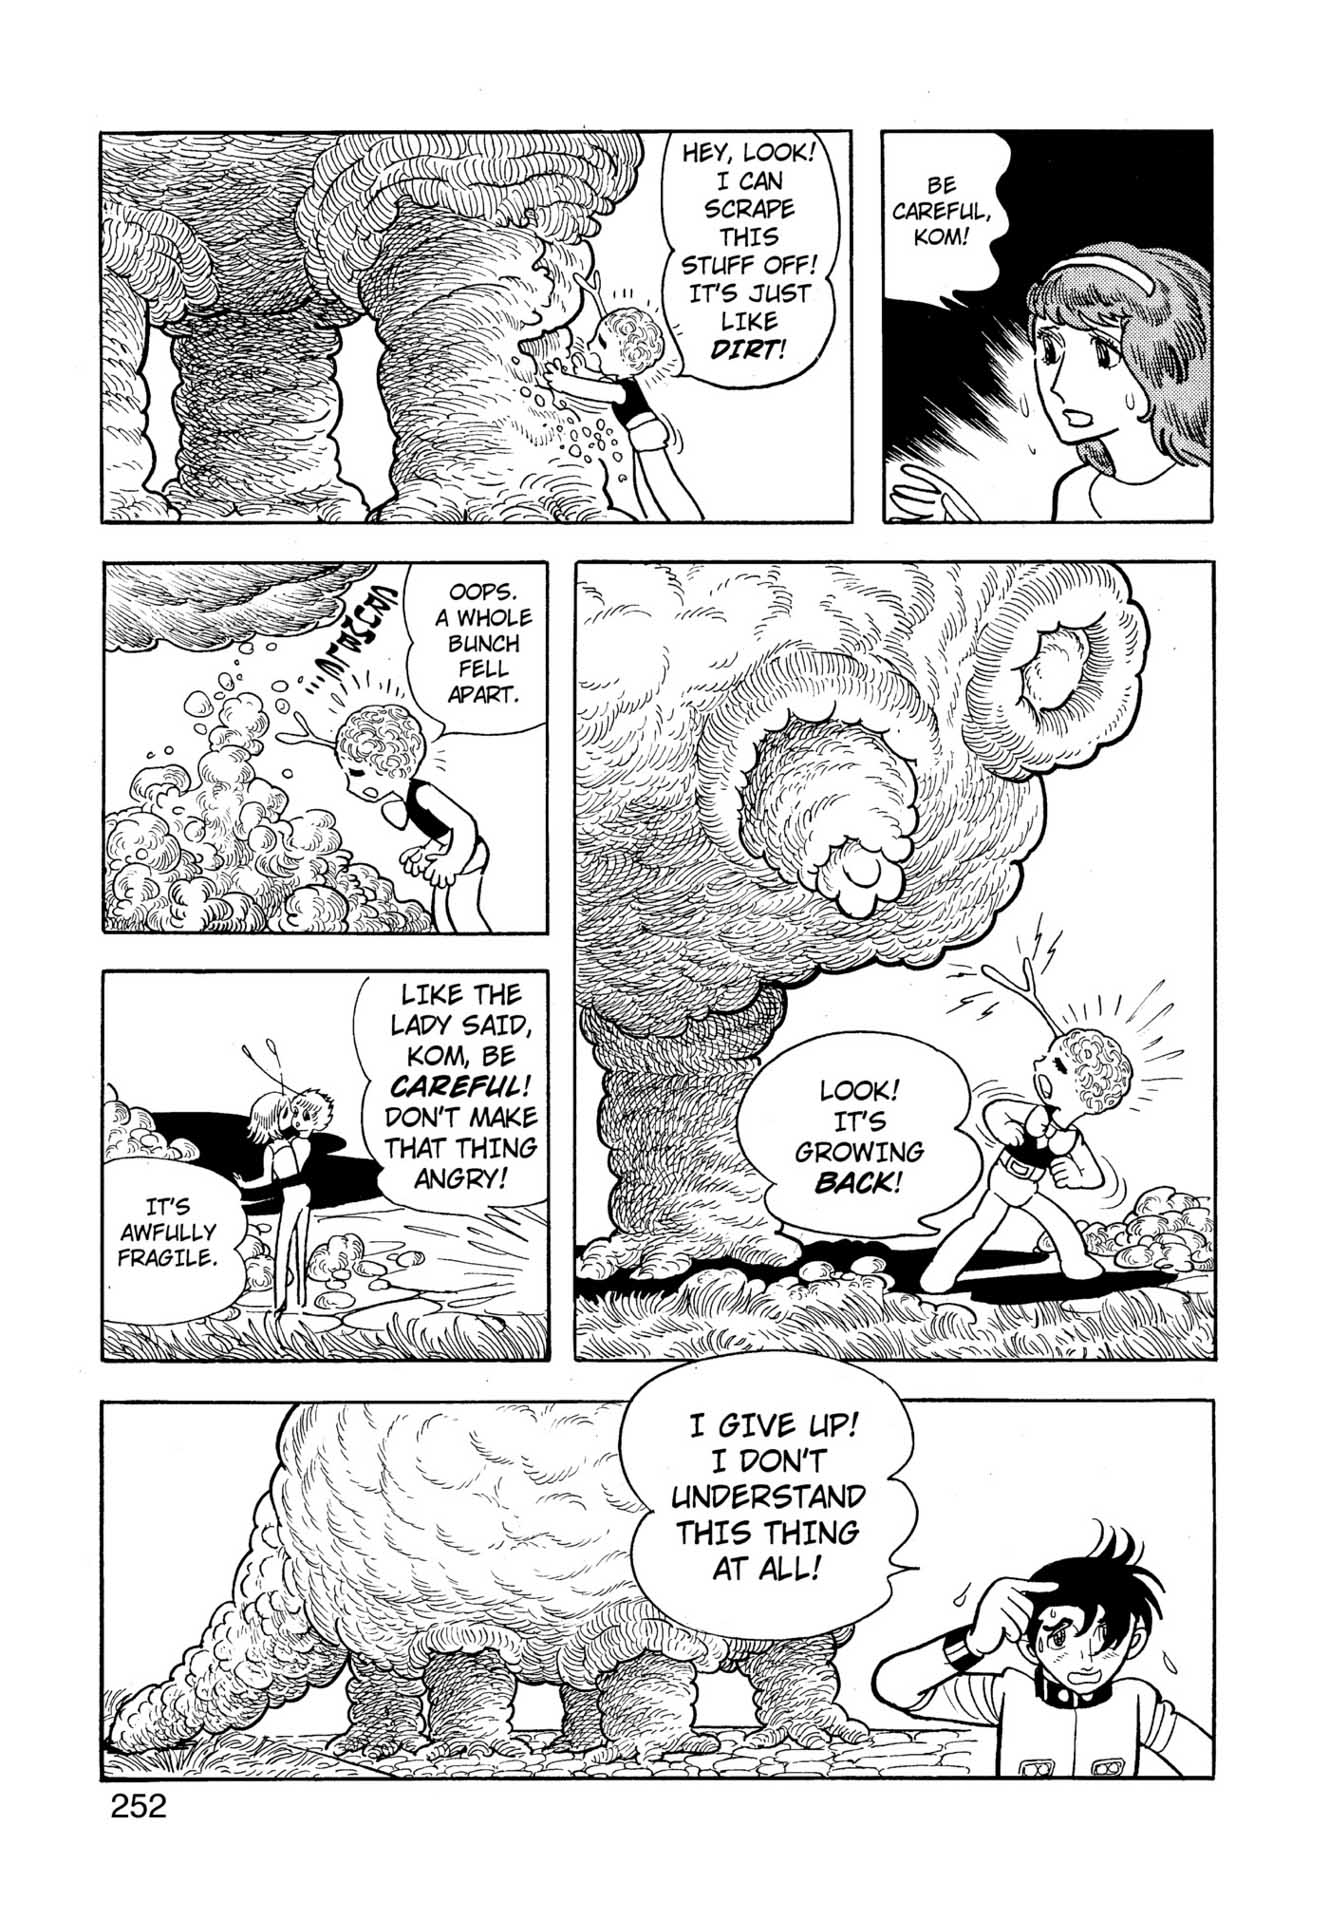 HEY, LOOK!
I CAN
SCRAPE
THIS
STUFF OFF!
IT'S JUST
LIKE
DIRT!
BE
CAREFUL,
KOM!
OOPS.
A WHOLE
BUNCH
FELL
APART.
LOOK!
IT'S
GROWING
BACK!
LIKE THE
LADY SAID,
KOM, BE
CAREFUL!
DON'T MAKE
THAT THING
ANGRY!
IT'S
AWFULLY
FRAGILE.
I GIVE UP!
I DON'T
UNDERSTAND
THIS THING
AT ALL!
252